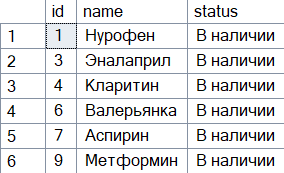 id name status
1 1 Нурофен В наличии
2 3 Эналаприл В наличии
3 4 Кларитин В наличии
4 6 Валерьянка В наличии
5 7 Аспирин В наличии
6 9 Метформин В наличии